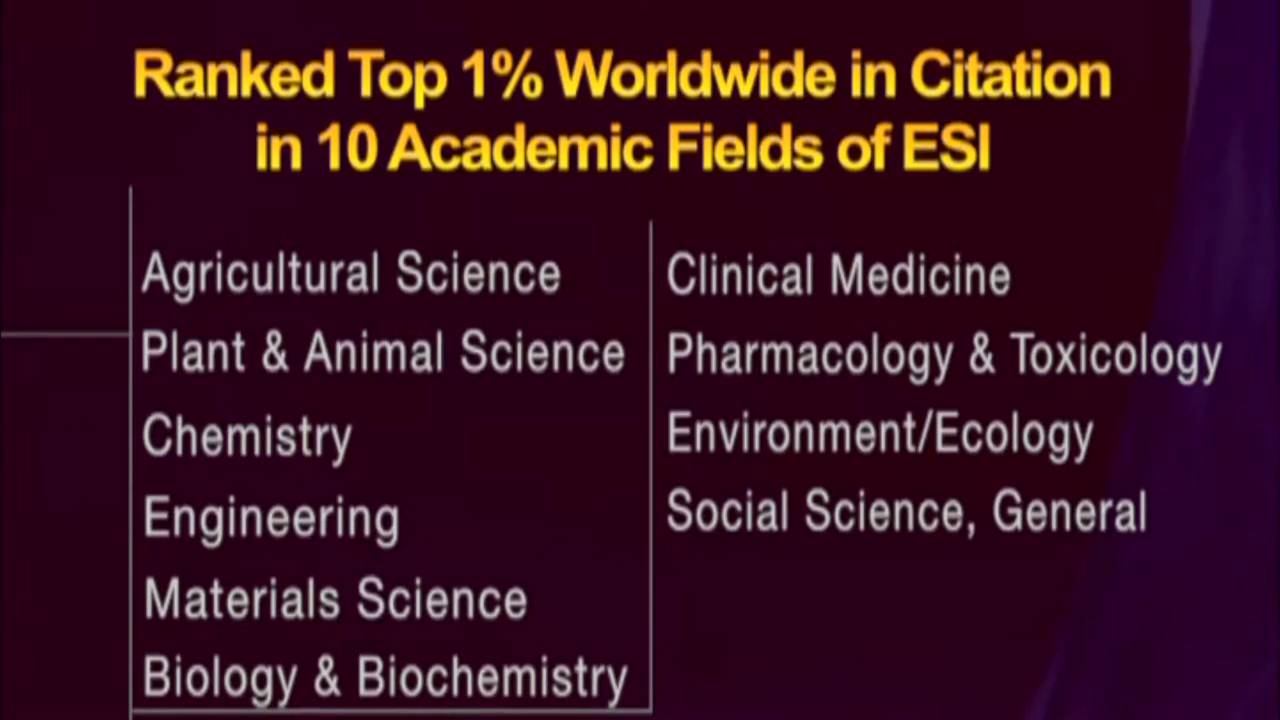 Ranked Top 1% Worldwide in Citation
in 10 Academic Fields of ESI
Agricultural Science
Plant & Animal Science
Chemistry
Engineering
Materials Science
Biology & Biochemistry
Clinical Medicine
Pharmacology & Toxicology
Environment/Ecology
Social Science, General